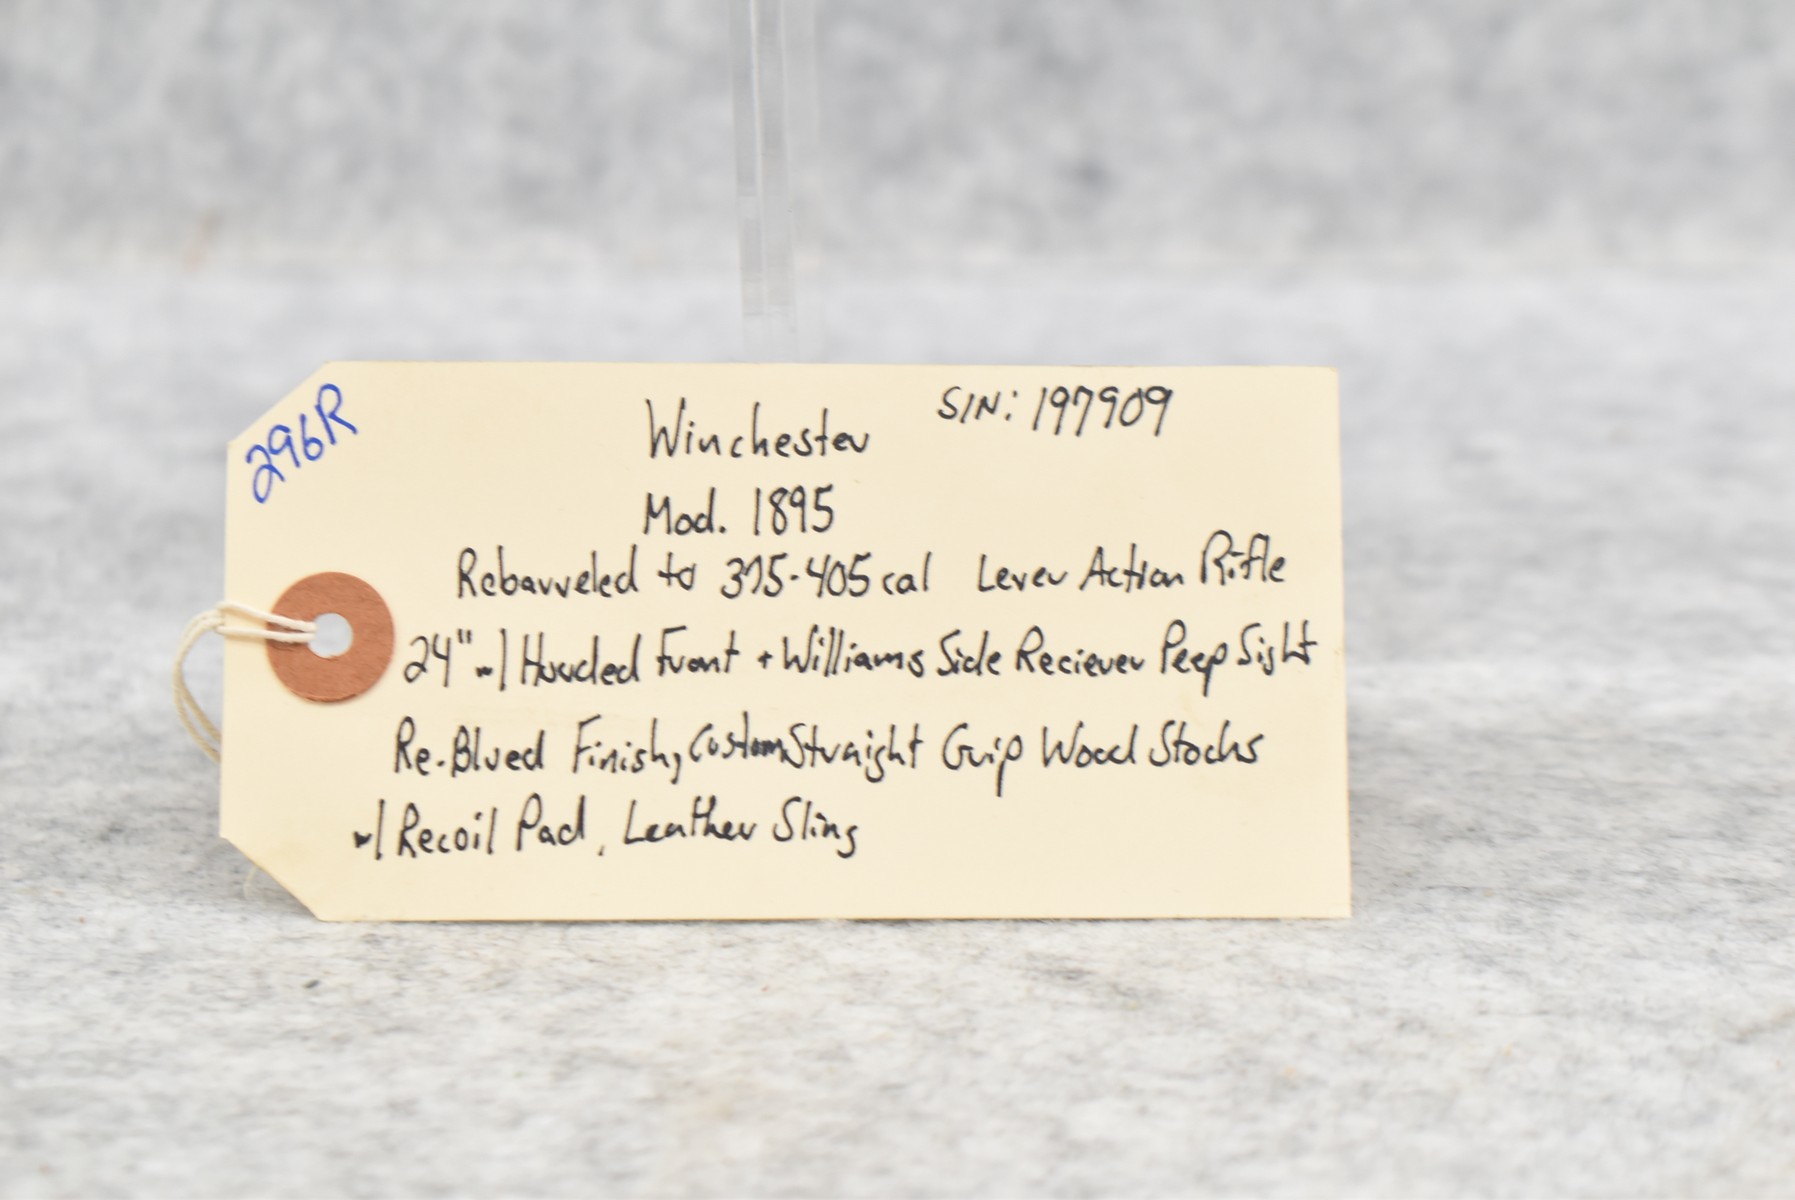 296R
S/N: 197909
Winchester
Mod. 1895
Rebarreled to 375-405 cal Lever Action Rifle
24" w/ Hooded Front + Williams Side Reciever Peep Sight
Re-Blued Finish, Custom Straight Grip Wood Stocks
w/ Recoil Pad, Leather Sling